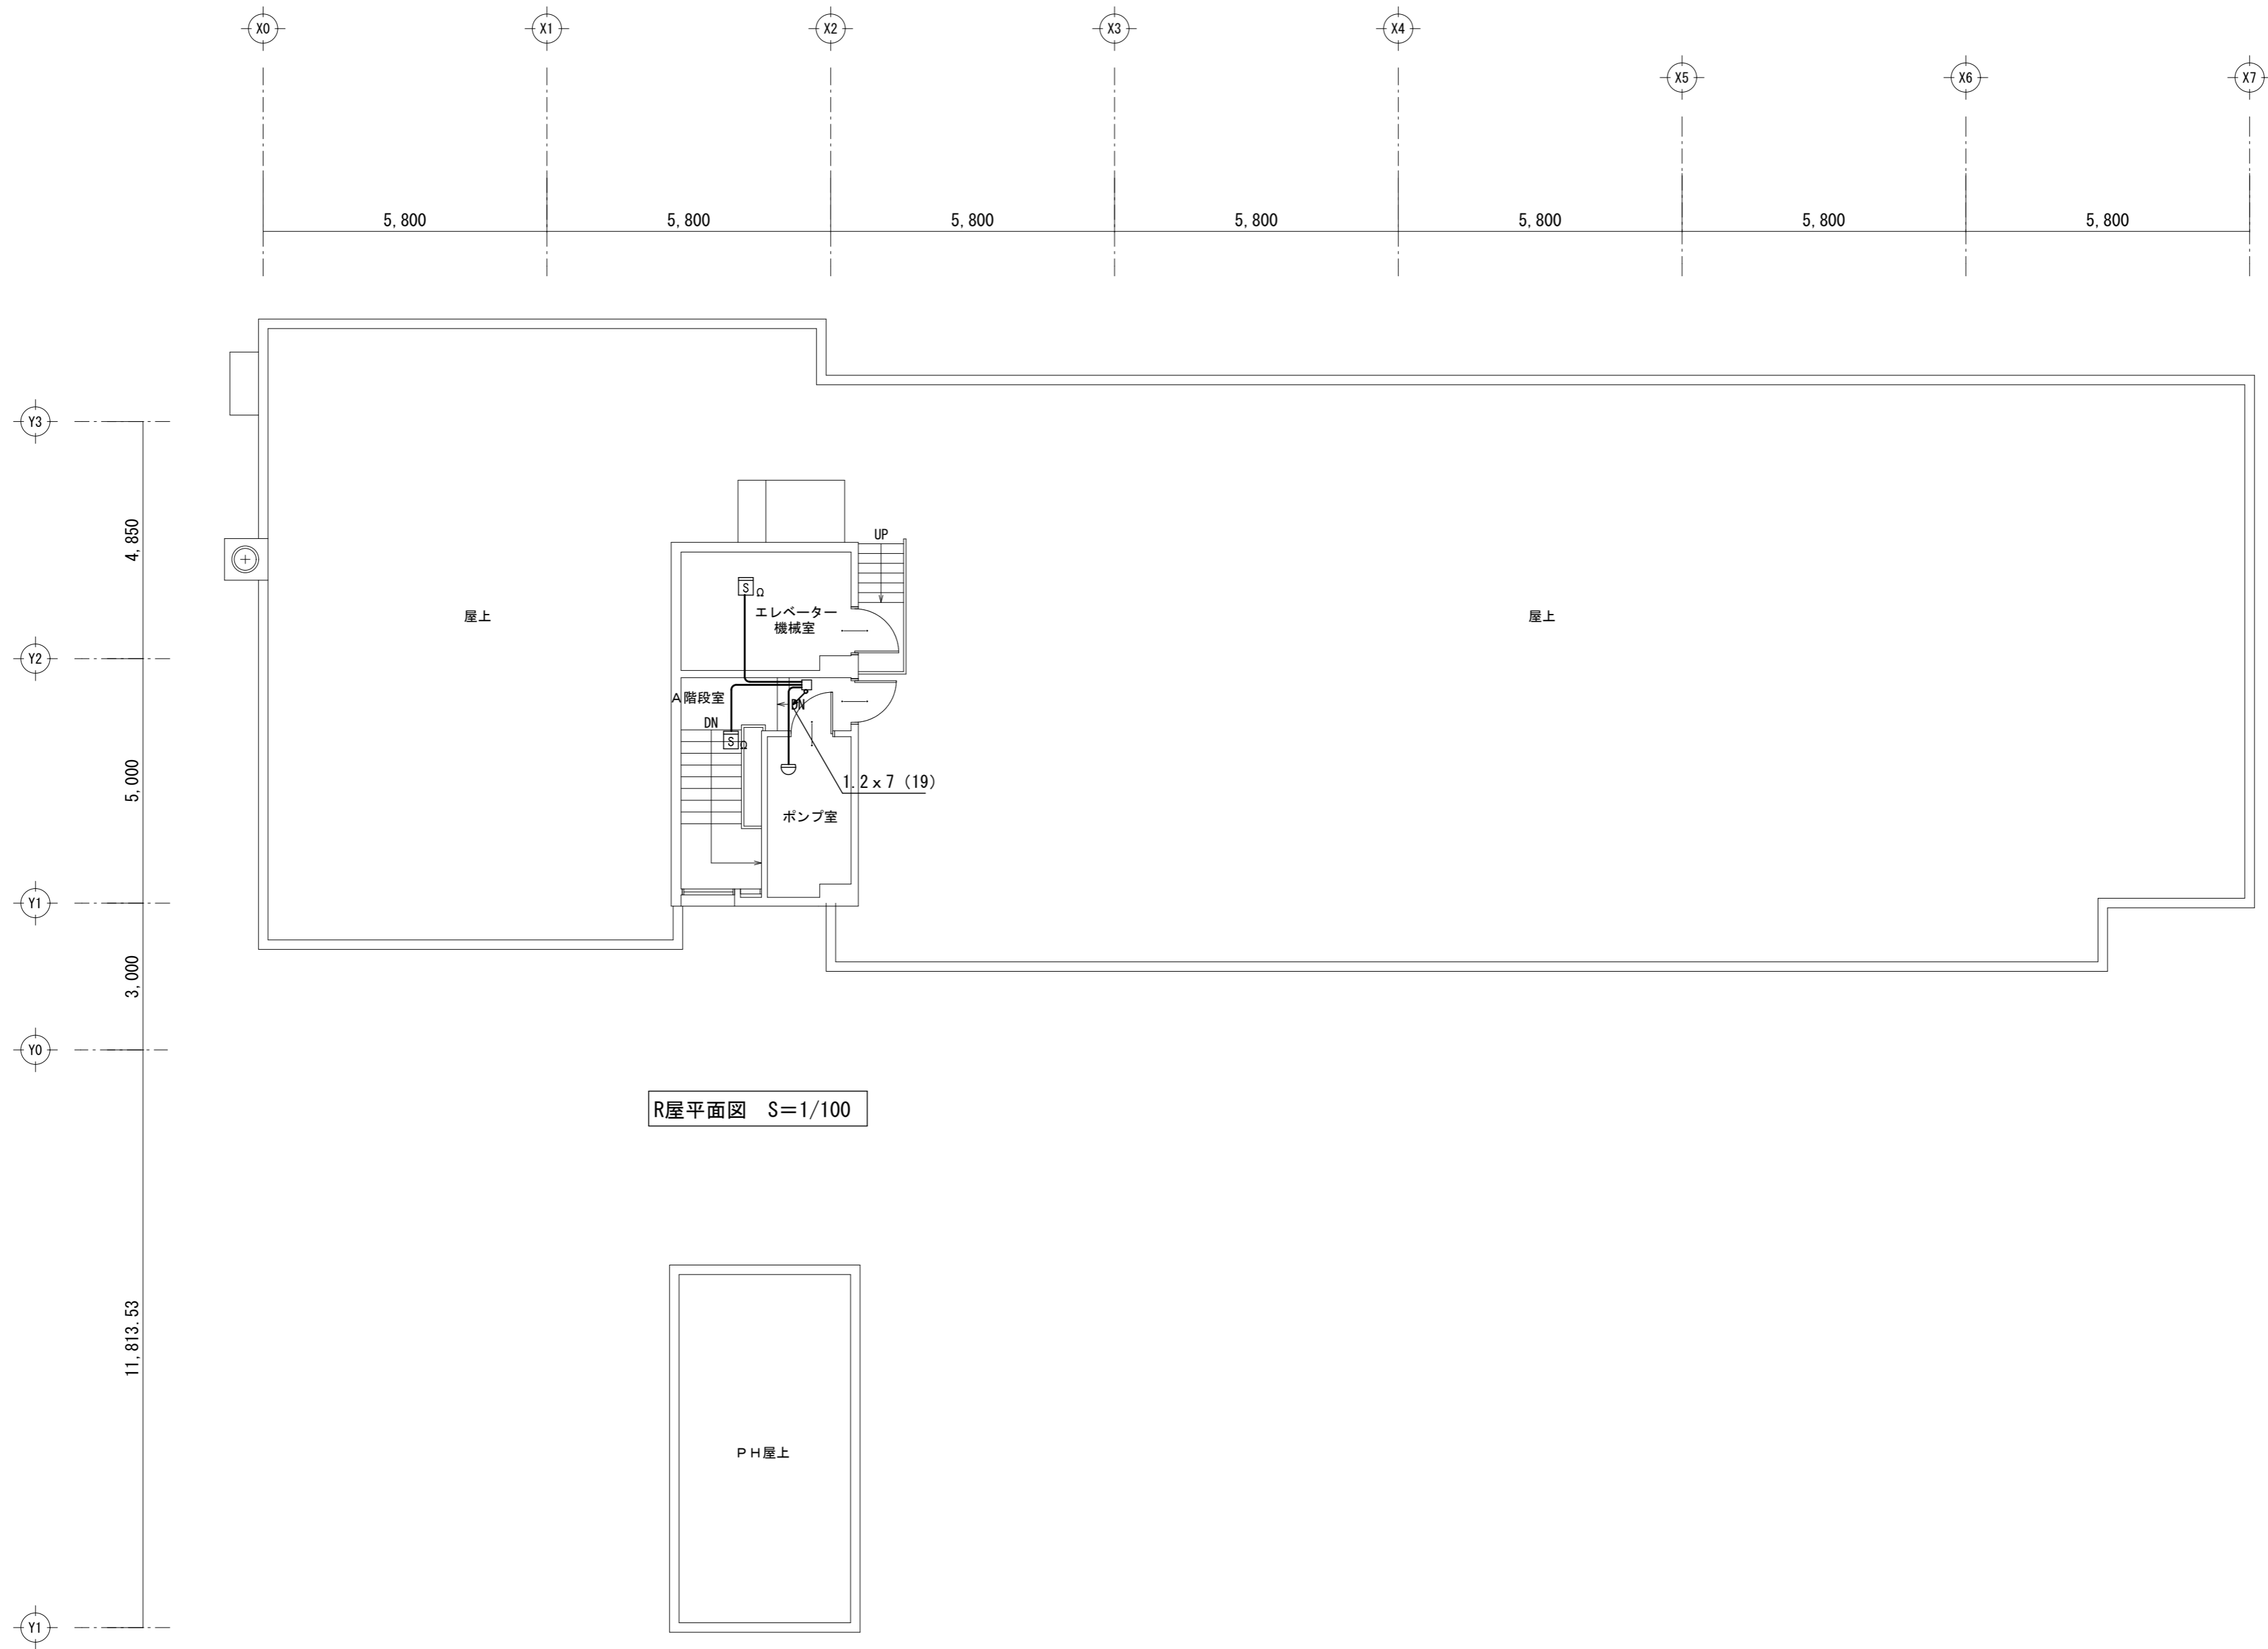 X0
X1
X2
X3
X4
X5
X6
X7
5,800
5,800
5,800
5,800
5,800
5,800
5,800
Y3
4,850
UP
S
Ω
エレベーター
機械室
屋上
屋上
Y2
A階段室
DN
DN
S
Ω
1.2x7 (19)
5,000
ポンプ室
Y1
3,000
Y0
R屋平面図 S=1/100
11,813.53
PH屋上
Y1